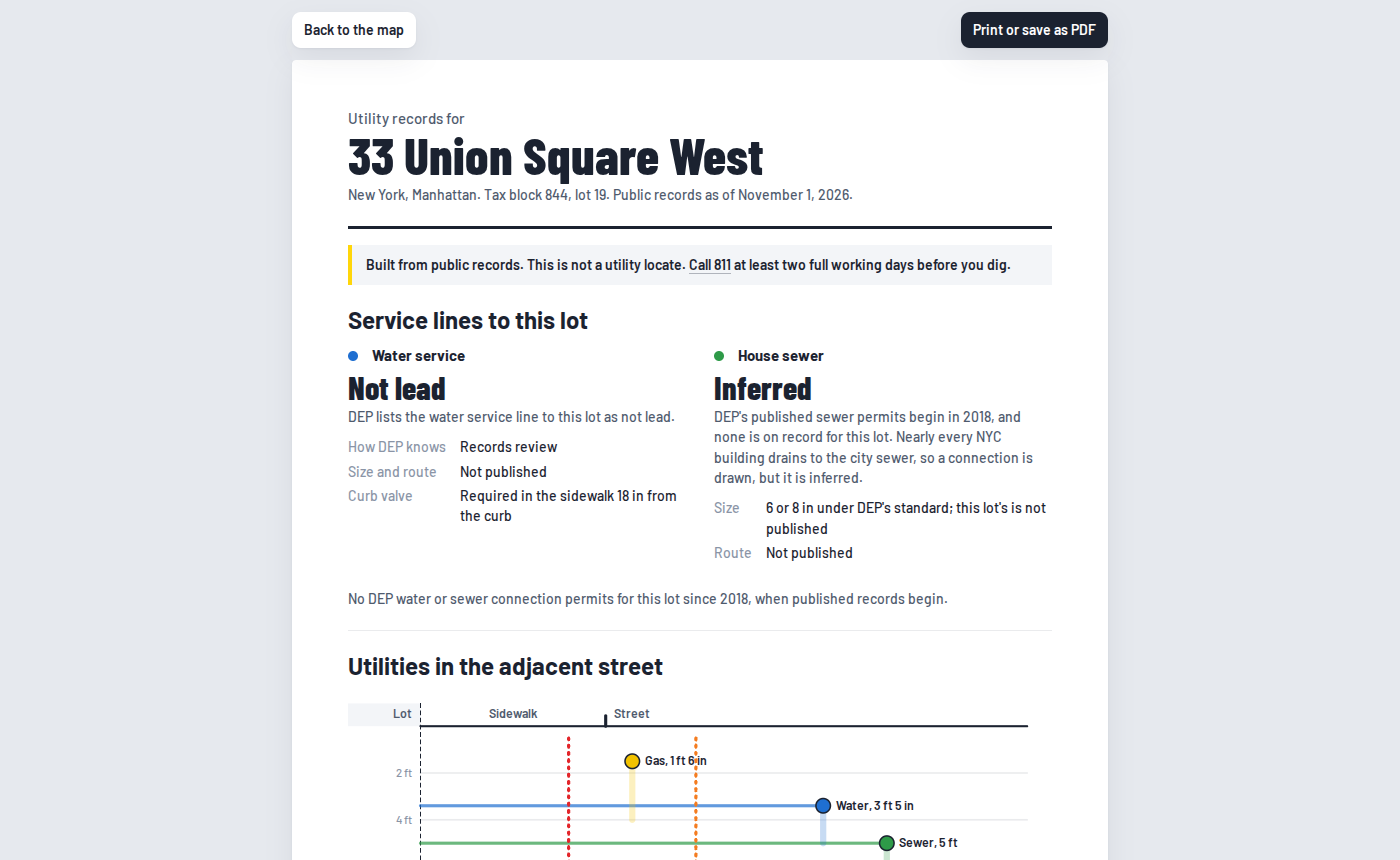 Back to the map
Print or save as PDF
Utility records for
33 Union Square West
New York, Manhattan. Tax block 844, lot 19. Public records as of November 1, 2026.
Built from public records. This is not a utility locate. Call 811 at least two full working days before you dig.
Service lines to this lot
Water service
Not lead
DEP lists the water service line to this lot as not lead.
How DEP knows Records review
Size and route Not published
Curb valve Required in the sidewalk 18 in from
the curb
House sewer
Inferred
DEP's published sewer permits begin in 2018, and
none is on record for this lot. Nearly every NYC
building drains to the city sewer, so a connection is
drawn, but it is inferred.
Size 6 or 8 in under DEP's standard; this lot's is not
published
Route Not published
No DEP water or sewer connection permits for this lot since 2018, when published records begin.
Utilities in the adjacent street
Lot Sidewalk Street
Gas, 1 ft 6 in
2 ft
Water, 3 ft 5 in
4 ft
Sewer, 5 ft